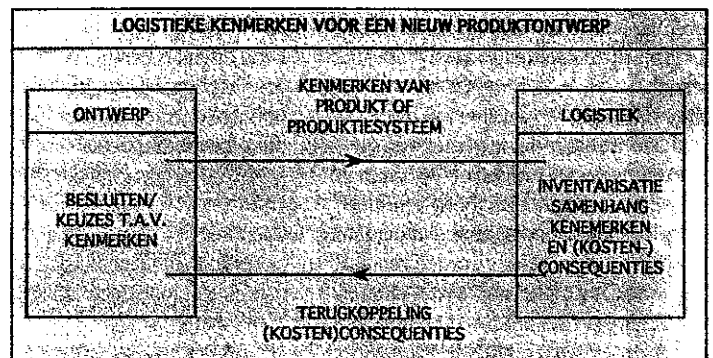 LOGISTIEKE KENMERKEN VOOR EEN NIEUW PRODUKTONTWERP
ONTWERP
BESLUITEN/
KEUZES T.A.V.
KENMERKEN
KENMERKEN VAN
PRODUKT OF
PRODUKTIESYSTEEM
LOGISTIEK
INVENTARISATIE
SAMENHANG
KENEMERKEN
EN (KOSTEN-)
CONSEQUENTIES
TERUGKOPPELING
(KOSTEN)CONSEQUENTIES